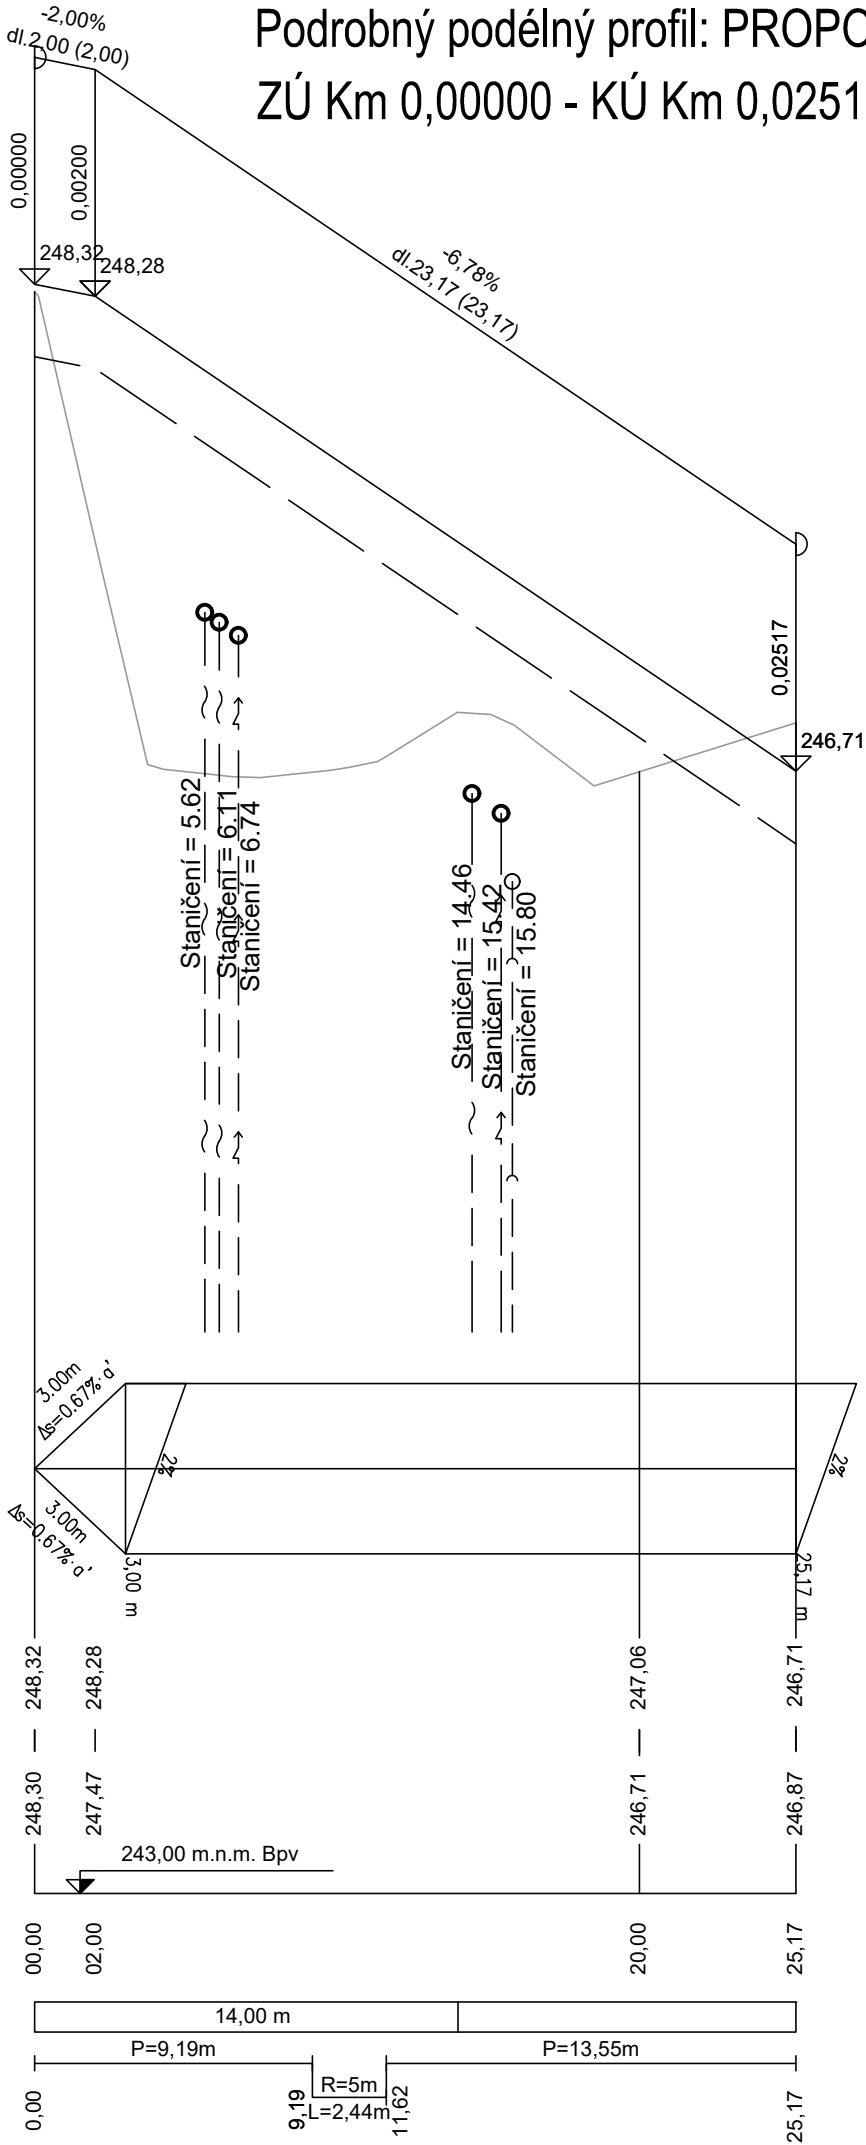 Podrobný podélný profil: PROPO
ZÚ Km 0,00000 - KÚ Km 0,0251
-2,00%
dl.2,00 (2,00)
0,00000
0,00200
248,32
248,28
-6,78%
dl.23,17 (23,17)
0,02517
246,71
Staničení = 5.62
Staničení = 6.11
Staničení = 6.74
Staničení = 14.46
Staničení = 15.42
Staničení = 15.80
3.00m
Δs=0.67%·a'
2%
2%
3.00m
Δs=0.67%·a'
3,00 m
25,17 m
248,32
248,28
247,06
246,71
248,30
247,47
246,71
246,87
243,00 m.n.m. Bpv
00,00
02,00
20,00
25,17
14,00 m
P=9,19m
P=13,55m
R=5m
L=2,44m
0,00
9,19
11,62
25,17